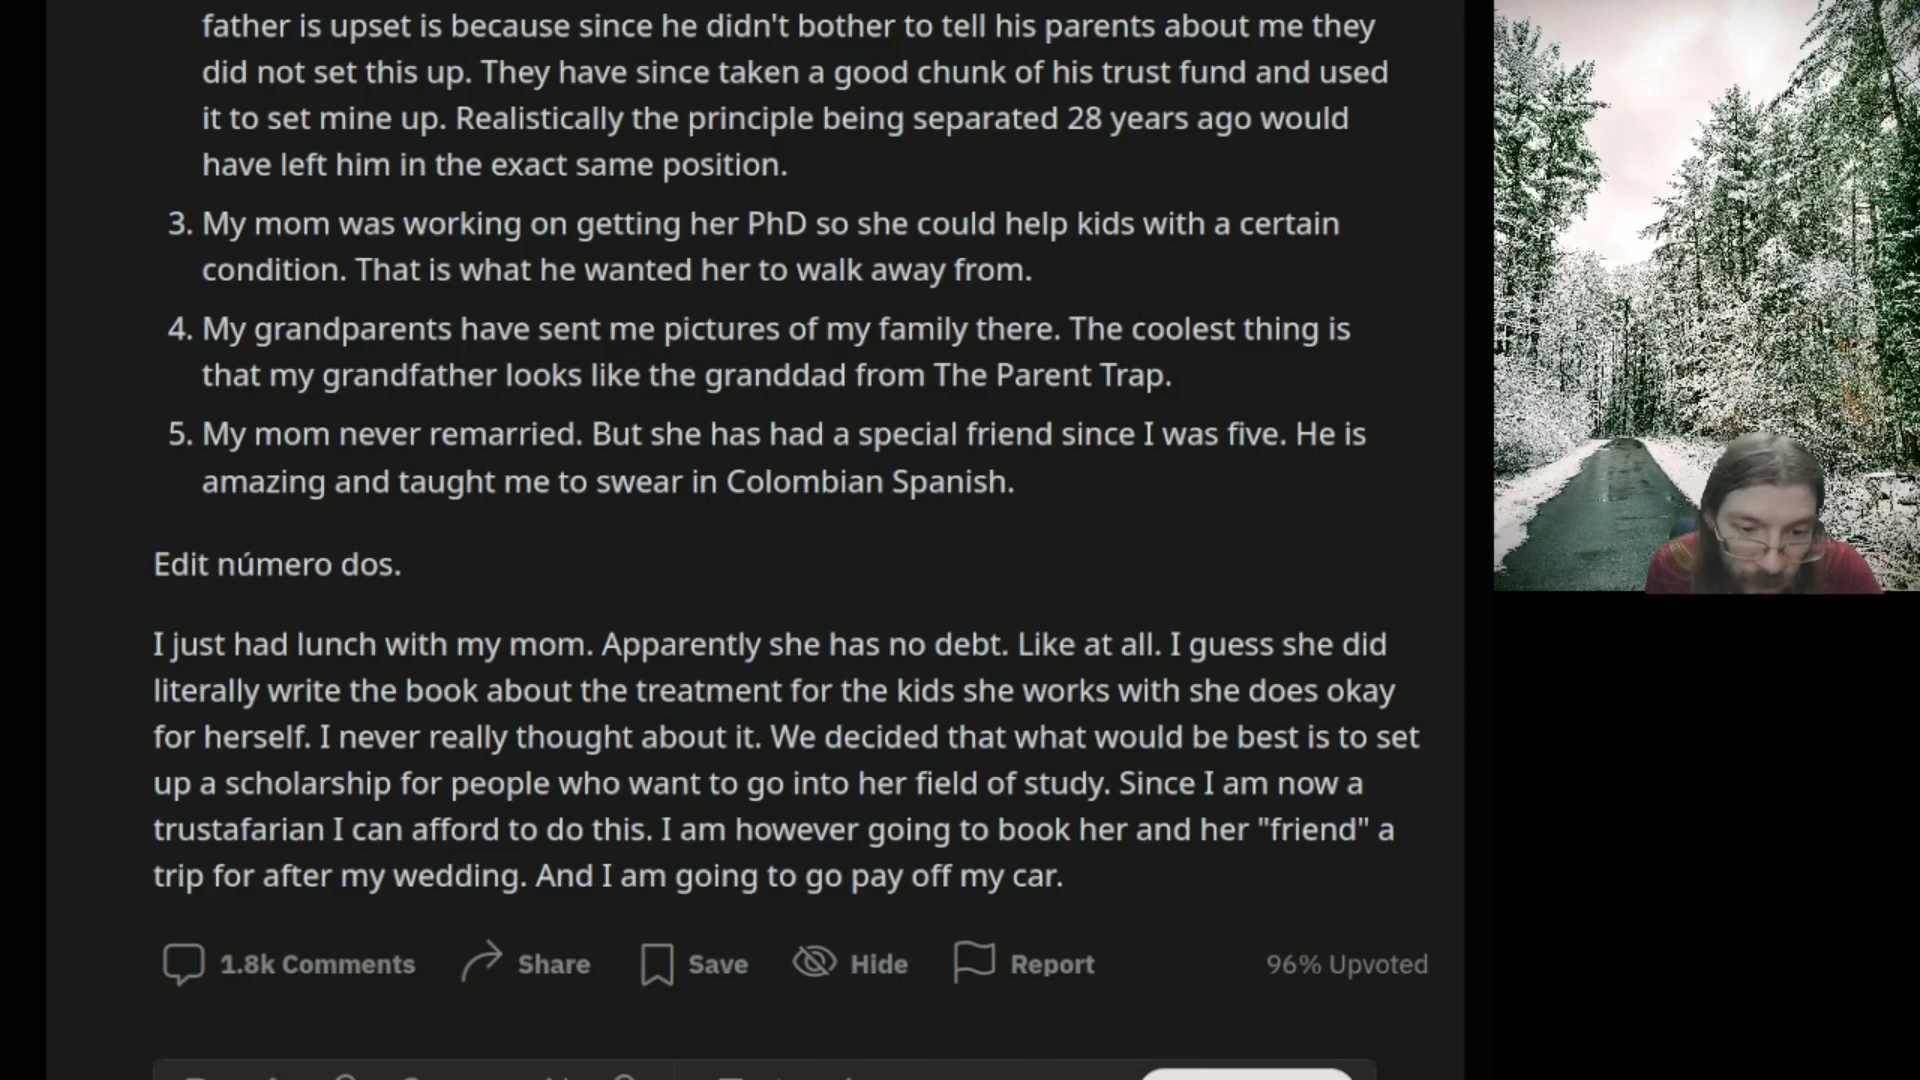 father is upset is because since he didn't bother to tell his parents about me they
did not set this up. They have since taken a good chunk of his trust fund and used
it to set mine up. Realistically the principle being separated 28 years ago would
have left him in the exact same position.
3. My mom was working on getting her PhD so she could help kids with a certain
condition. That is what he wanted her to walk away from.
4. My grandparents have sent me pictures of my family there. The coolest thing is
that my grandfather looks like the granddad from The Parent Trap.
5. My mom never remarried. But she has had a special friend since I was five. He is
amazing and taught me to swear in Colombian Spanish.
Edit número dos.
I just had lunch with my mom. Apparently she has no debt. Like at all. I guess she did
literally write the book about the treatment for the kids she works with she does okay
for herself. I never really thought about it. We decided that what would be best is to set
up a scholarship for people who want to go into her field of study. Since I am now a
trustafarian I can afford to do this. I am however going to book her and her "friend" a
trip for after my wedding. And I am going to go pay off my car.
1.8k Comments Share Save Hide Report 96% Upvoted